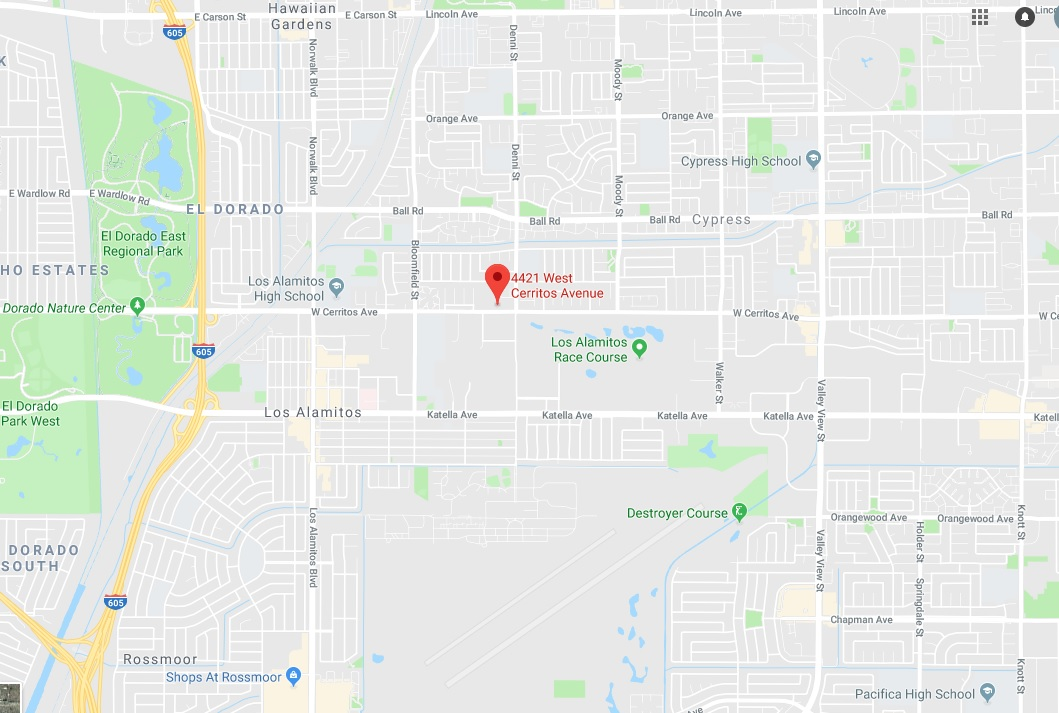 605
E Carson St
Hawaiian
Gardens
E Carson St
Lincoln Ave
Lincoln Ave
Lincoln Ave
Norwalk Blvd
Denni St
Moody St
Orange Ave
Orange Ave
Norwalk Blvd
Denni St
Moody St
Cypress High School
E Wardlow Rd
E Wardlow Rd
EL DORADO
Ball Rd
Ball Rd
Ball Rd
Cypress
Ball Rd
El Dorado East
Regional Park
HO ESTATES
Bloomfield St
Los Alamitos
High School
4421 West
Cerritos Avenue
Dorado Nature Center
W Cerritos Ave
W Cerritos Ave
W Ce
605
Los Alamitos
Race Course
Walker St
Valley View St
El Dorado
Park West
Los Alamitos
Katella Ave
Katella Ave
Katella Ave
Katella Ave
Katell
Destroyer Course
Orangewood Ave
Orangewood Ave
Knott St
Holder St
Los Alamitos Blvd
Valley View St
DORADO
SOUTH
605
Springdale St
Chapman Ave
Rossmoor
Shops At Rossmoor
Knott St
Pacifica High School